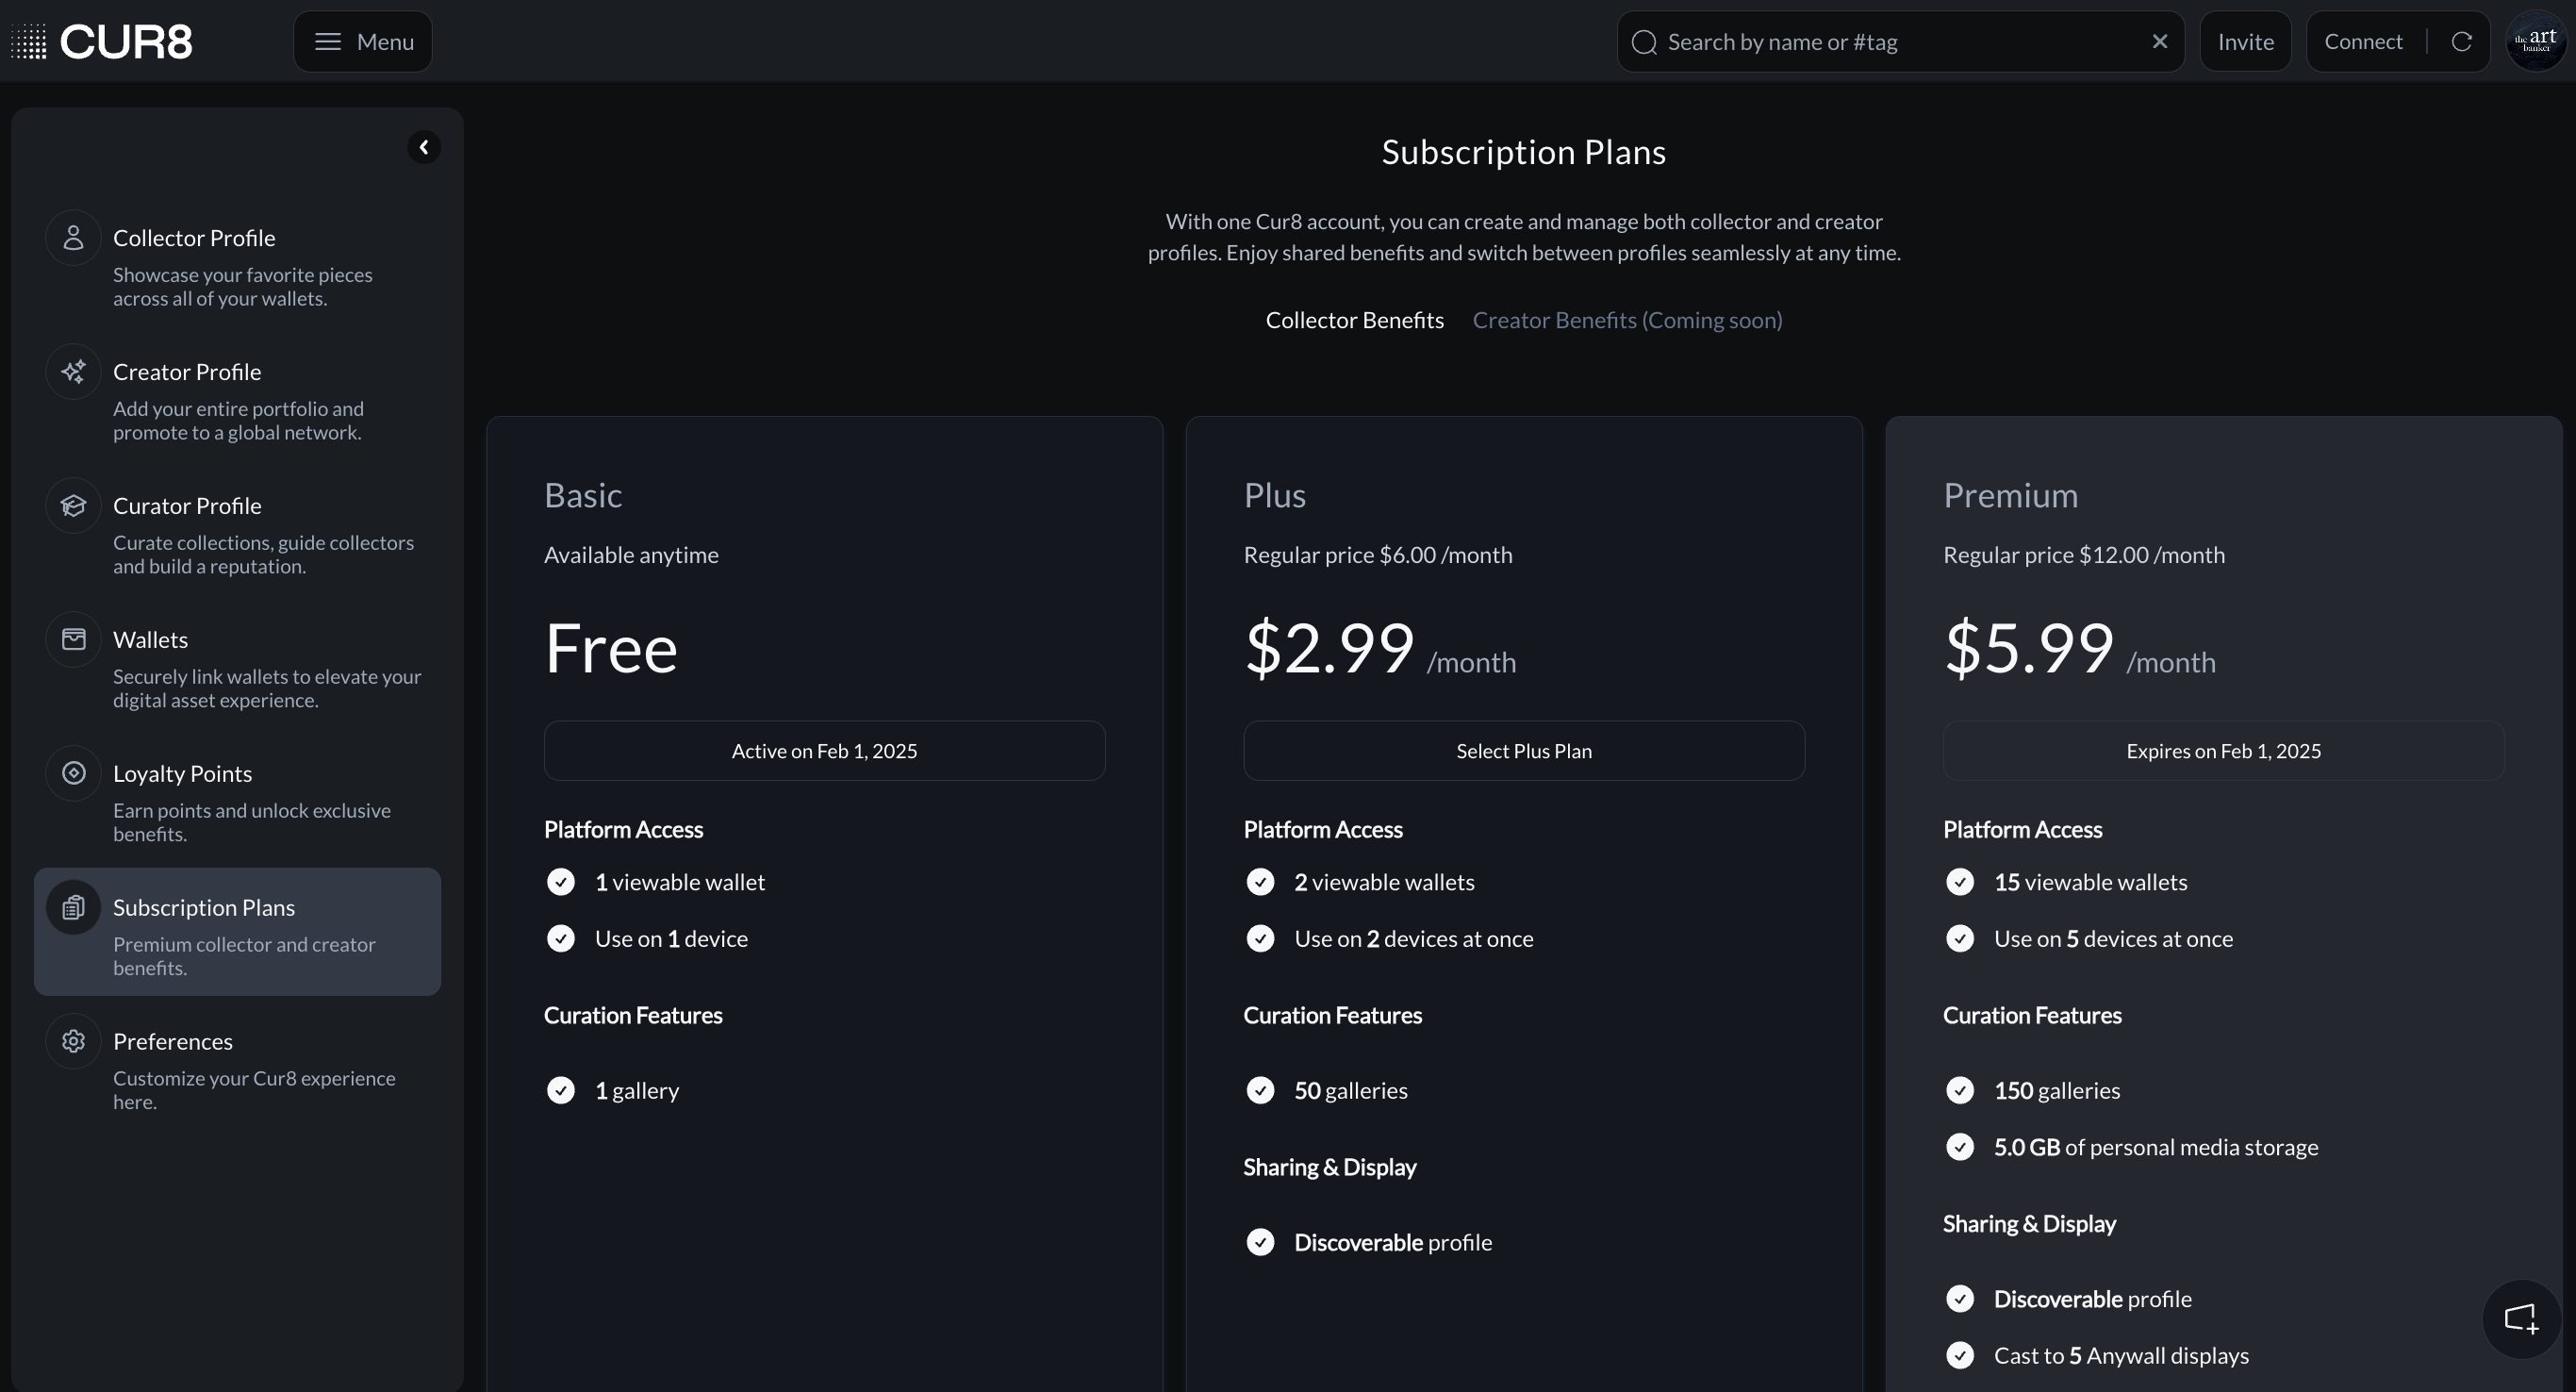 CUR8
Menu
Search by name or #tag
Invite
Connect
the art
banker
Collector Profile
Showcase your favorite pieces
across all of your wallets.
Creator Profile
Add your entire portfolio and
promote to a global network.
Curator Profile
Curate collections, guide collectors
and build a reputation.
Wallets
Securely link wallets to elevate your
digital asset experience.
Loyalty Points
Earn points and unlock exclusive
benefits.
Subscription Plans
Premium collector and creator
benefits.
Preferences
Customize your Cur8 experience
here.
Subscription Plans
With one Cur8 account, you can create and manage both collector and creator
profiles. Enjoy shared benefits and switch between profiles seamlessly at any time.
Collector Benefits
Creator Benefits (Coming soon)
Basic
Available anytime
Free
Active on Feb 1, 2025
Platform Access
1 viewable wallet
Use on 1 device
Curation Features
1 gallery
Plus
Regular price $6.00 /month
$2.99 /month
Select Plus Plan
Platform Access
2 viewable wallets
Use on 2 devices at once
Curation Features
50 galleries
Sharing & Display
Discoverable profile
Premium
Regular price $12.00 /month
$5.99 /month
Expires on Feb 1, 2025
Platform Access
15 viewable wallets
Use on 5 devices at once
Curation Features
150 galleries
5.0 GB of personal media storage
Sharing & Display
Discoverable profile
Cast to 5 Anywall displays